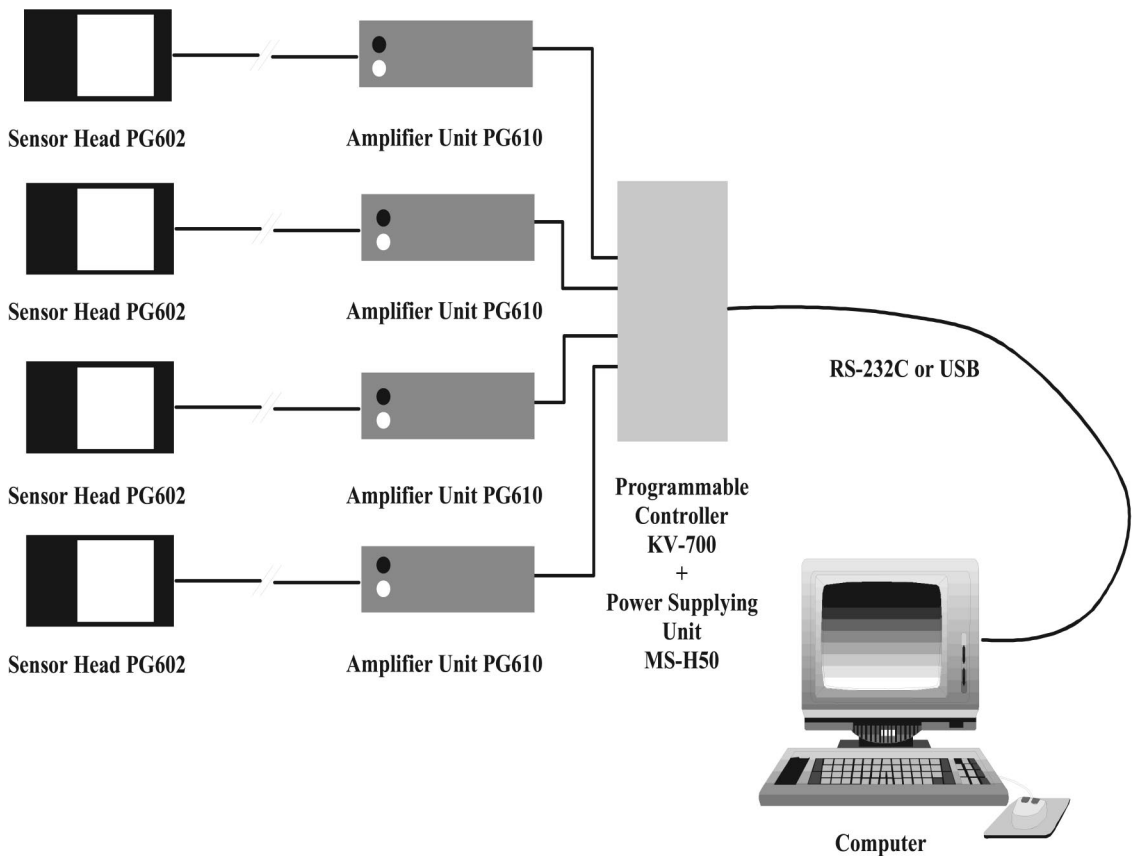 Sensor Head PG602
Amplifier Unit PG610
Sensor Head PG602
Amplifier Unit PG610
RS-232C or USB
Sensor Head PG602
Amplifier Unit PG610
Programmable
Controller
KV-700
+
Power Supplying
Unit
MS-H50
Sensor Head PG602
Amplifier Unit PG610
Computer